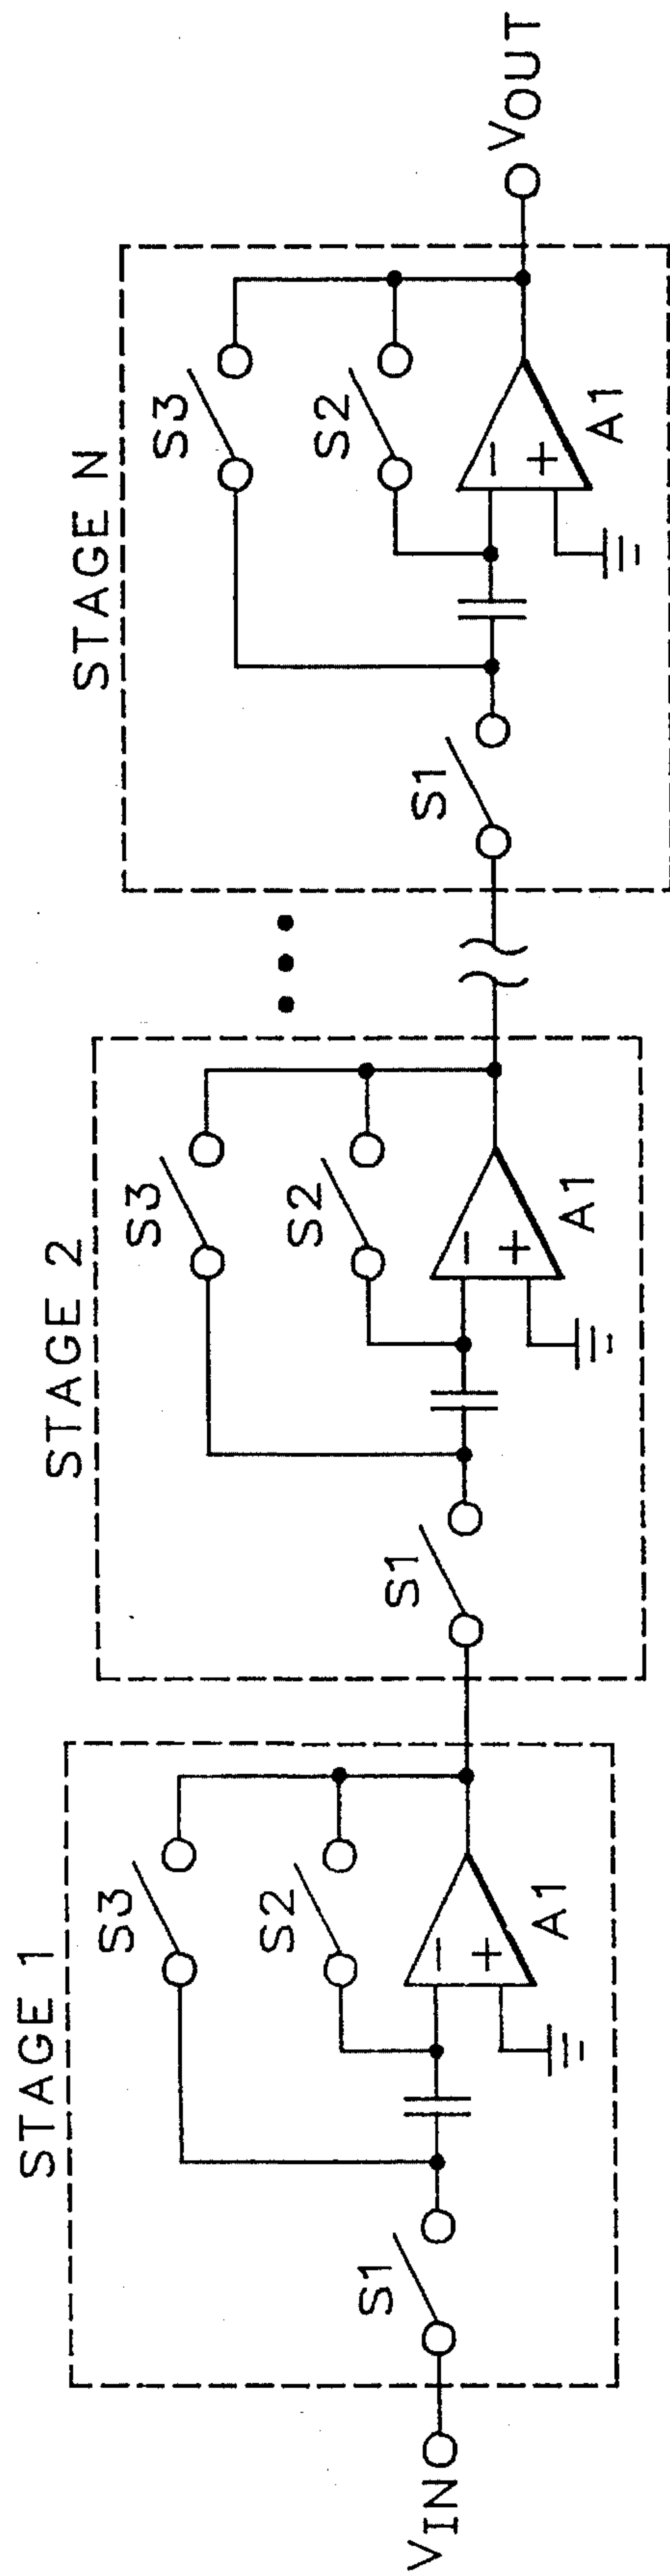 STAGE 1
STAGE 2
STAGE N
S3
S2
S1
−
+
A1
S3
S2
S1
−
+
A1
S3
S2
S1
−
+
A1
VIN
VOUT